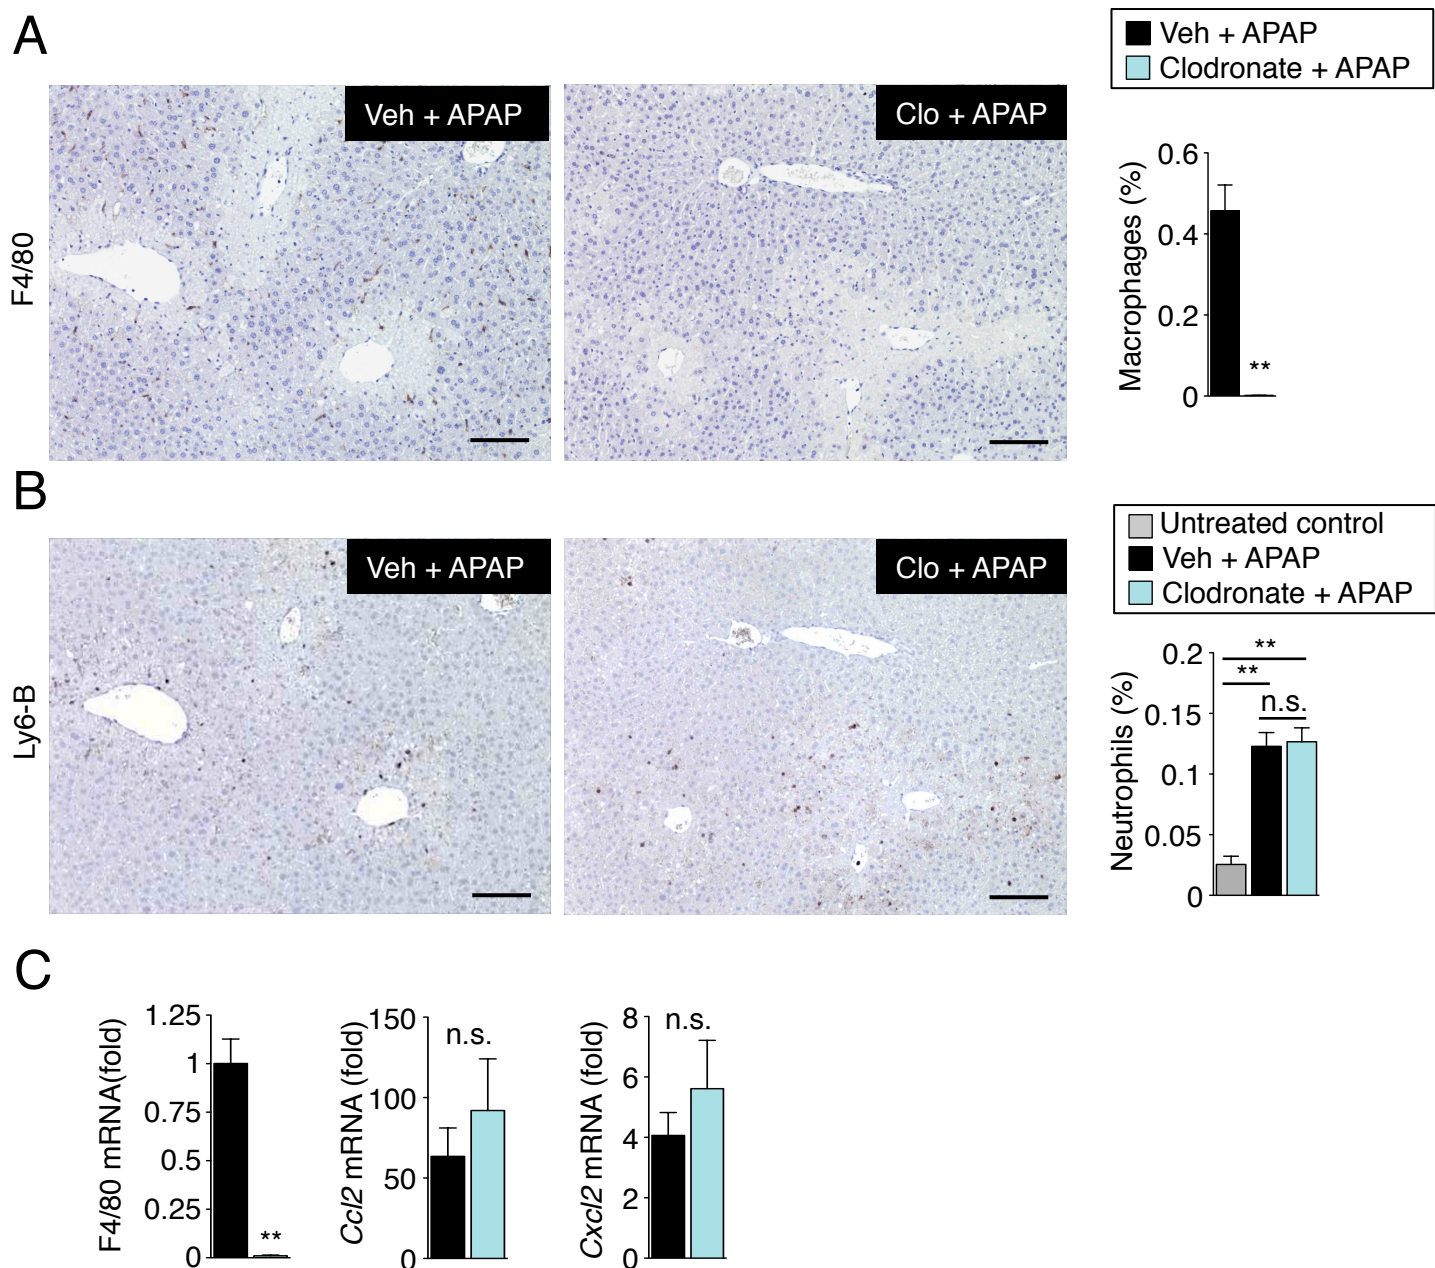 A
Veh + APAP
Clo + APAP
F4/80
Veh + APAP
Clodronate + APAP
Macrophages (%)
0.6
0.4
0.2
0
**
B
Veh + APAP
Clo + APAP
Ly6-B
Untreated control
Veh + APAP
Clodronate + APAP
Neutrophils (%)
0.2
0.15
0.1
0.05
0
**
**
n.s.
C
F4/80 mRNA(fold)
1.25
1
0.75
0.5
0.25
0
**
Ccl2 mRNA (fold)
150
100
50
0
n.s.
Cxcl2 mRNA (fold)
8
6
4
2
0
n.s.